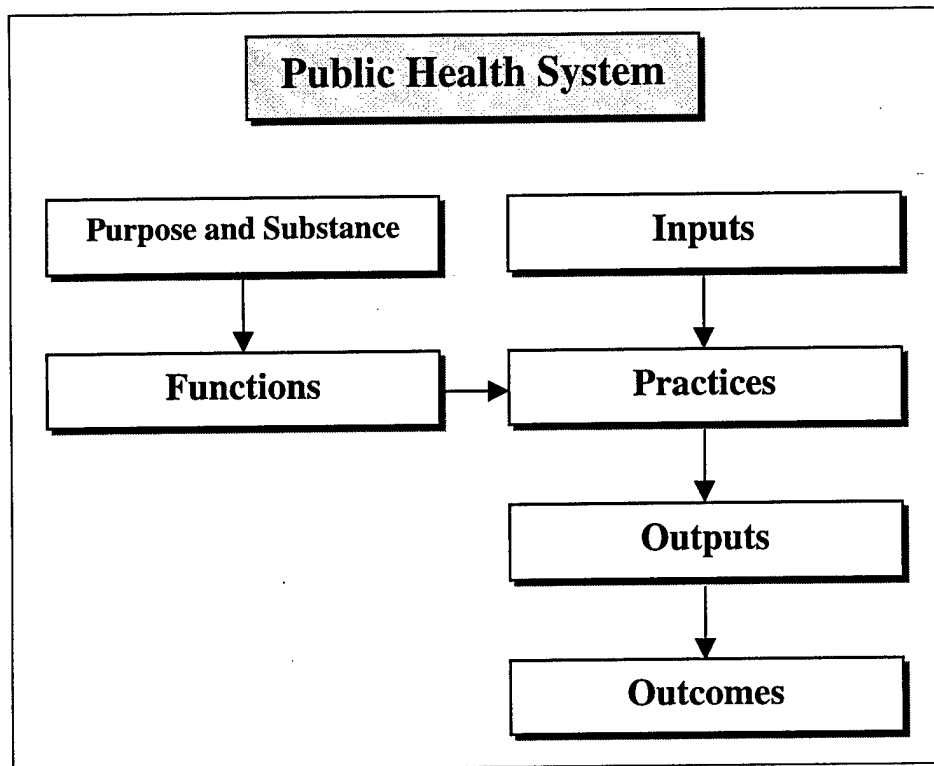 Public Health System
Purpose and Substance
Inputs
Functions
Practices
Outputs
Outcomes